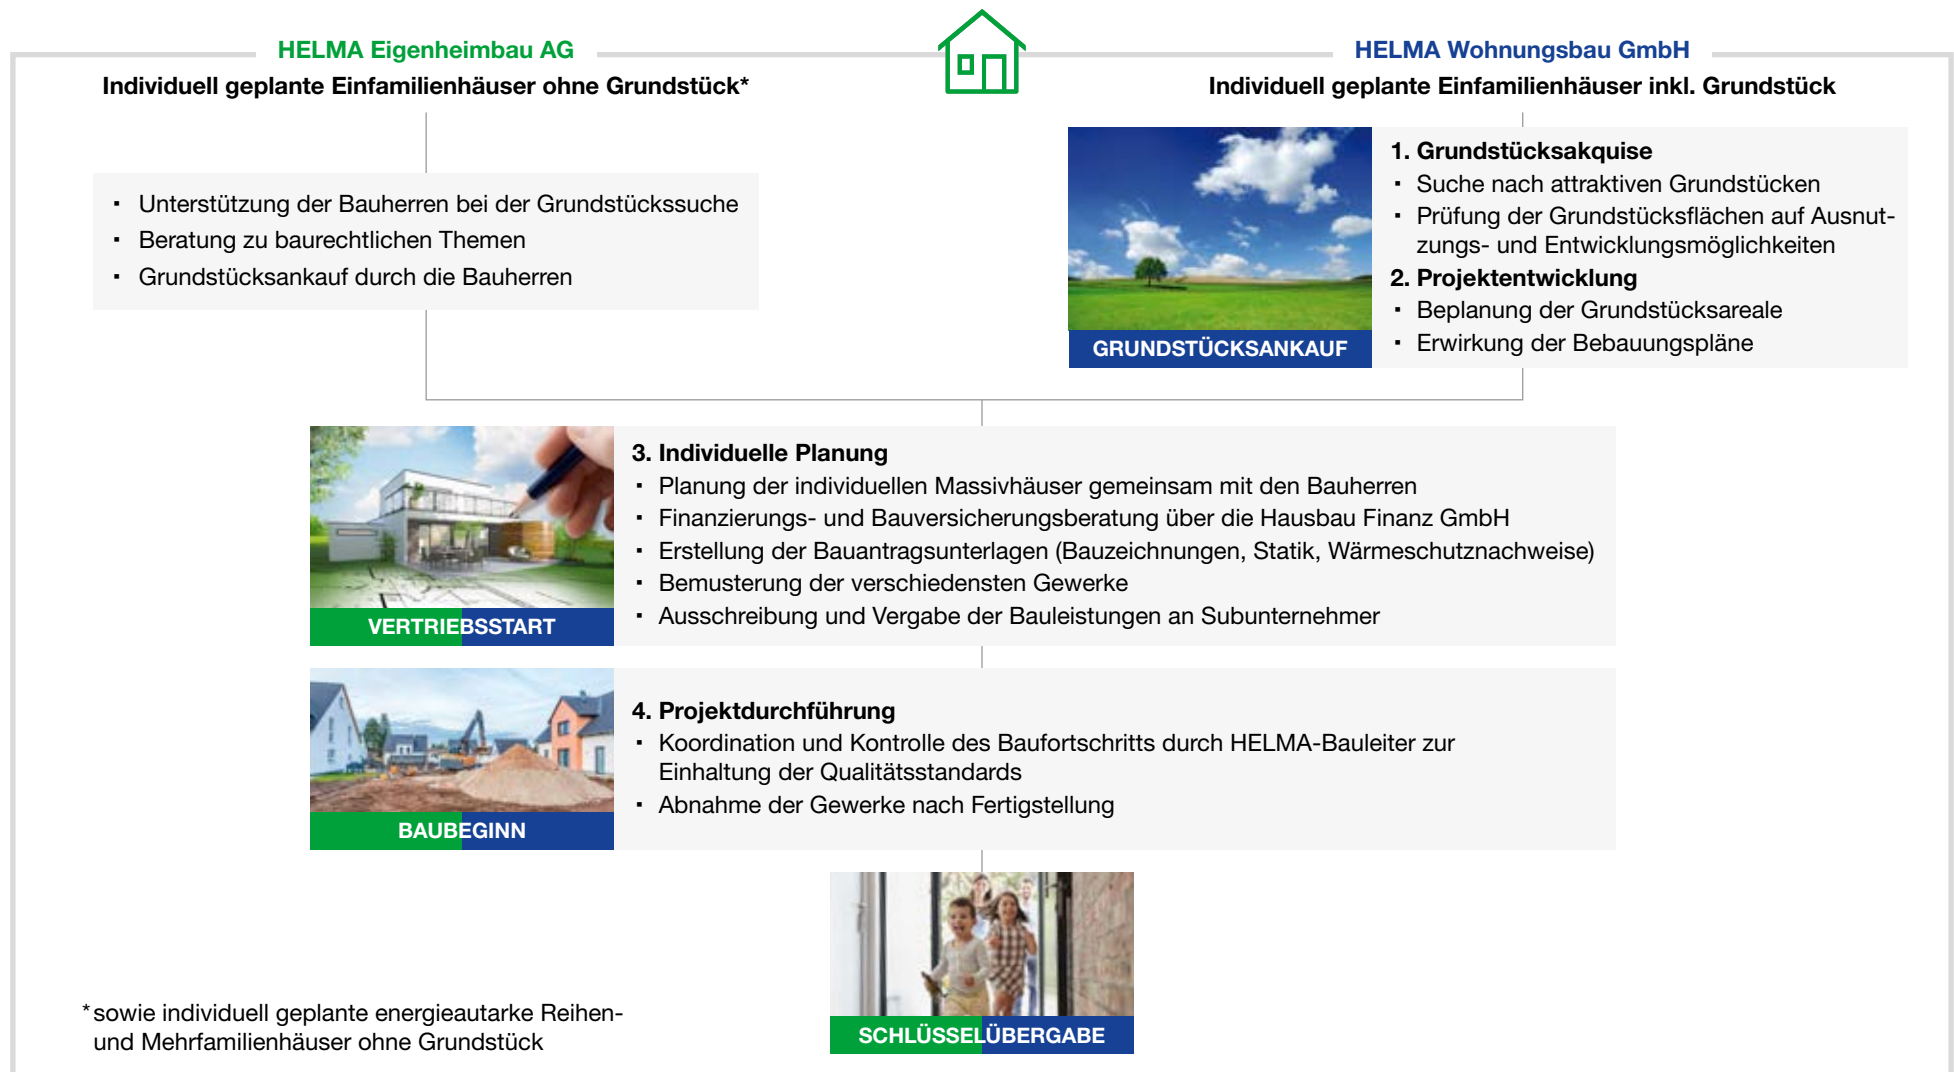 HELMA Eigenheimbau AG
Individuell geplante Einfamilienhäuser ohne Grundstück*
▪ Unterstützung der Bauherren bei der Grundstückssuche
▪ Beratung zu baurechtlichen Themen
▪ Grundstücksankauf durch die Bauherren
HELMA Wohnungsbau GmbH
Individuell geplante Einfamilienhäuser inkl. Grundstück
GRUNDSTÜCKSANKAUF
1. Grundstücksakquise
▪ Suche nach attraktiven Grundstücken
▪ Prüfung der Grundstücksflächen auf Ausnut-
zungs- und Entwicklungsmöglichkeiten
2. Projektentwicklung
▪ Beplanung der Grundstücksareale
▪ Erwirkung der Bebauungspläne
VERTRIEBSSTART
3. Individuelle Planung
▪ Planung der individuellen Massivhäuser gemeinsam mit den Bauherren
▪ Finanzierungs- und Bauversicherungsberatung über die Hausbau Finanz GmbH
▪ Erstellung der Bauantragsunterlagen (Bauzeichnungen, Statik, Wärmeschutznachweise)
▪ Bemusterung der verschiedensten Gewerke
▪ Ausschreibung und Vergabe der Bauleistungen an Subunternehmer
BAUBEGINN
4. Projektdurchführung
▪ Koordination und Kontrolle des Baufortschritts durch HELMA-Bauleiter zur
Einhaltung der Qualitätsstandards
▪ Abnahme der Gewerke nach Fertigstellung
SCHLÜSSELÜBERGABE
* sowie individuell geplante energieautarke Reihen-
und Mehrfamilienhäuser ohne Grundstück